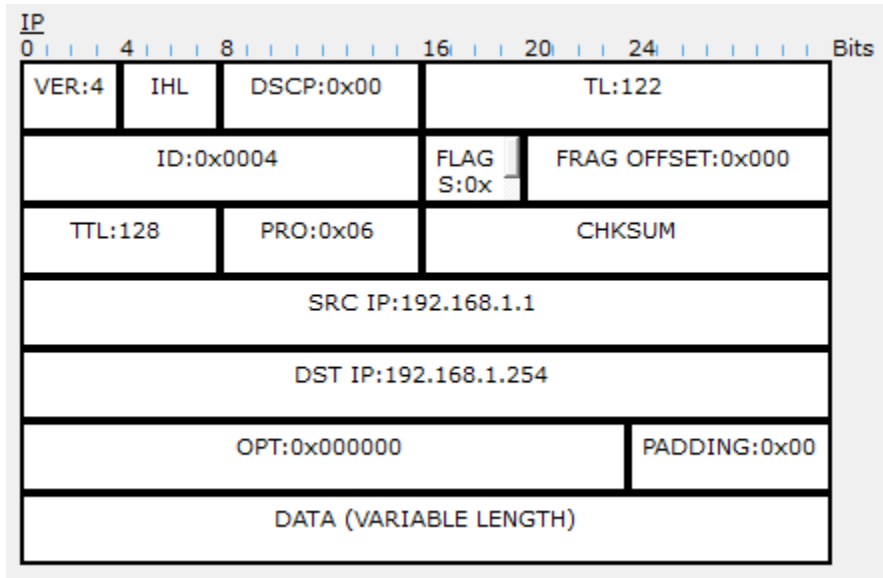 IP
0 4 8 16 20 24 Bits
VER:4 IHL DSCP:0x00 TL:122
ID:0x0004 FLAG FRAG OFFSET:0x000
S:0x
TTL:128 PRO:0x06 CHKSUM
SRC IP:192.168.1.1
DST IP:192.168.1.254
OPT:0x000000 PADDING:0x00
DATA (VARIABLE LENGTH)